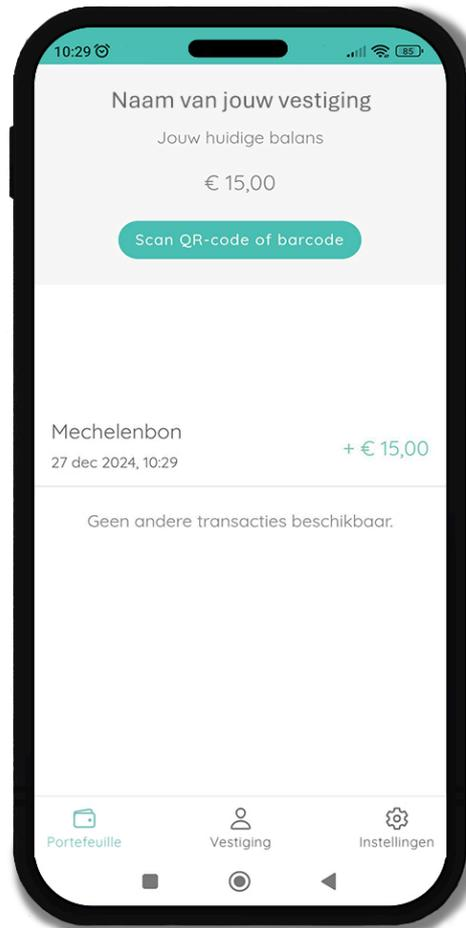 10:29
85
Naam van jouw vestiging
Jouw huidige balans
€ 15,00
Scan QR-code of barcode
Mechelenbon
+ € 15,00
27 dec 2024, 10:29
Geen andere transacties beschikbaar.
Portefeuille
Vestiging
Instellingen